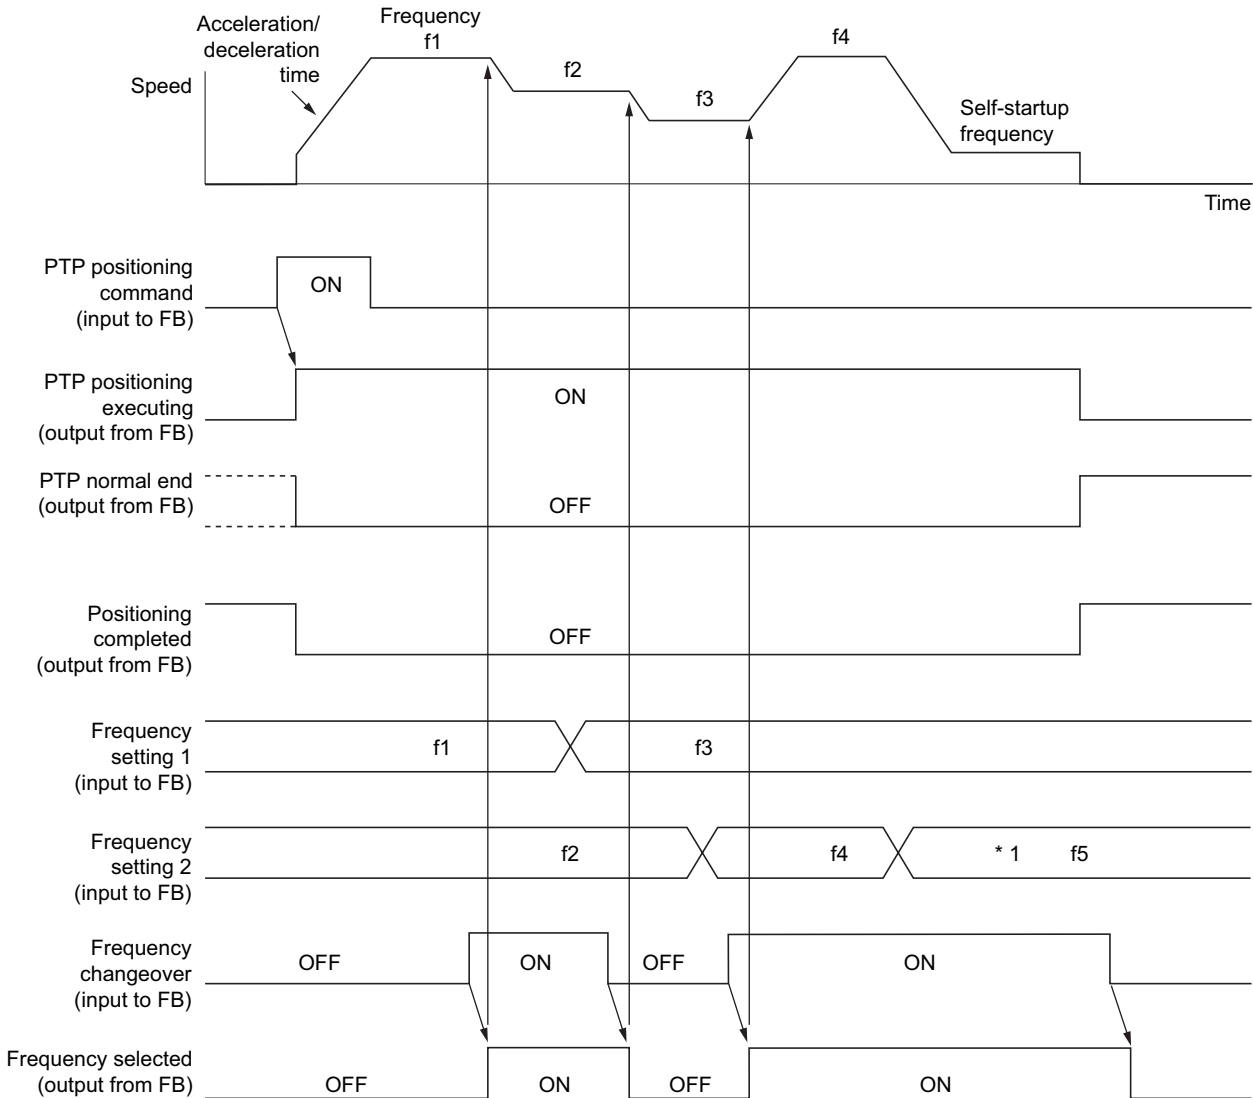 Acceleration/
deceleration
time
Frequency
f1
f2
f3
f4
Speed
Self-startup
frequency
Time
PTP positioning
command
(input to FB)
ON
PTP positioning
executing
(output from FB)
ON
PTP normal end
(output from FB)
OFF
Positioning
completed
(output from FB)
OFF
Frequency
setting 1
(input to FB)
f1
f3
Frequency
setting 2
(input to FB)
f2
f4
* 1
f5
Frequency
changeover
(input to FB)
OFF
ON
OFF
ON
Frequency selected
(output from FB)
OFF
ON
OFF
ON